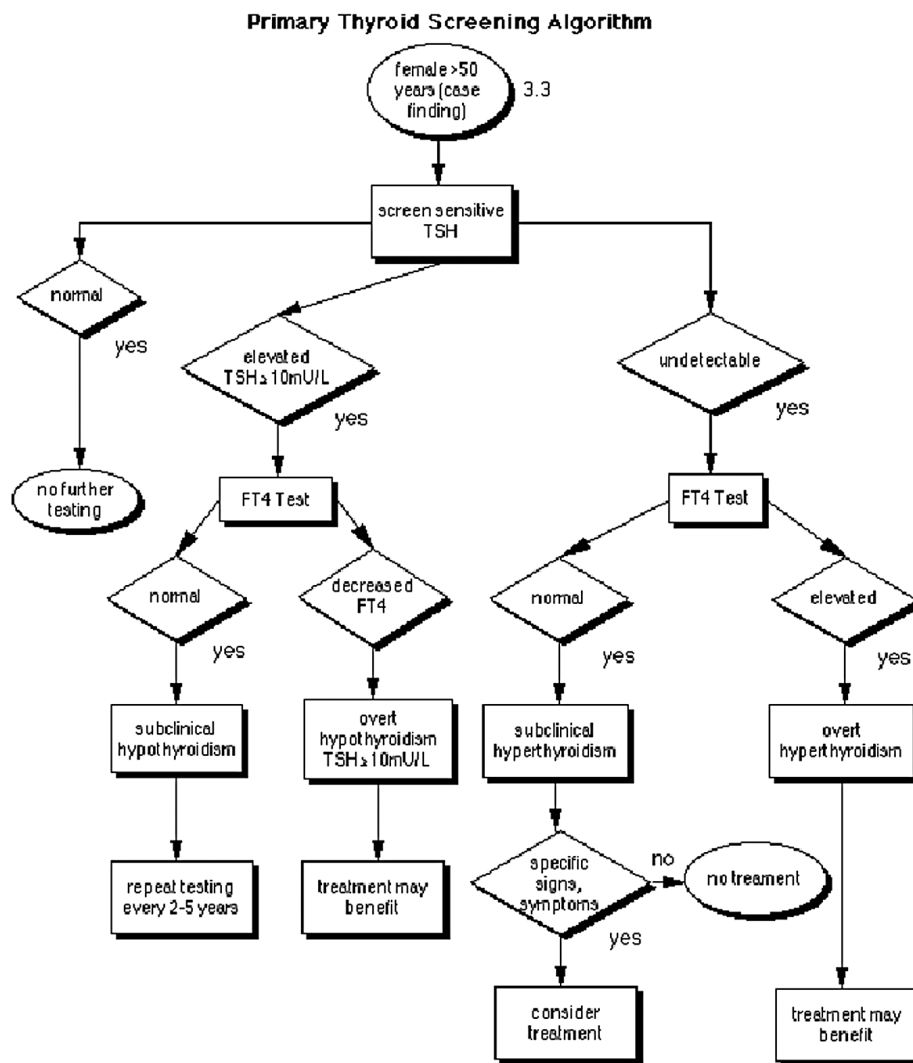 Primary Thyroid Screening Algorithm
female >50
years (case
finding)
3.3
screen sensitive
TSH
normal
yes
elevated
TSH ≥ 10mU/L
yes
undetectable
yes
no further
testing
FT4 Test
FT4 Test
normal
yes
decreased
FT4
normal
yes
elevated
yes
subclinical
hypothyroidism
overt
hypothyroidism
TSH ≥ 10mU/L
subclinical
hyperthyroidism
overt
hyperthyroidism
repeat testing
every 2-5 years
treatment may
benefit
specific
signs,
symptoms
no
no treament
yes
consider
treatment
treatment may
benefit